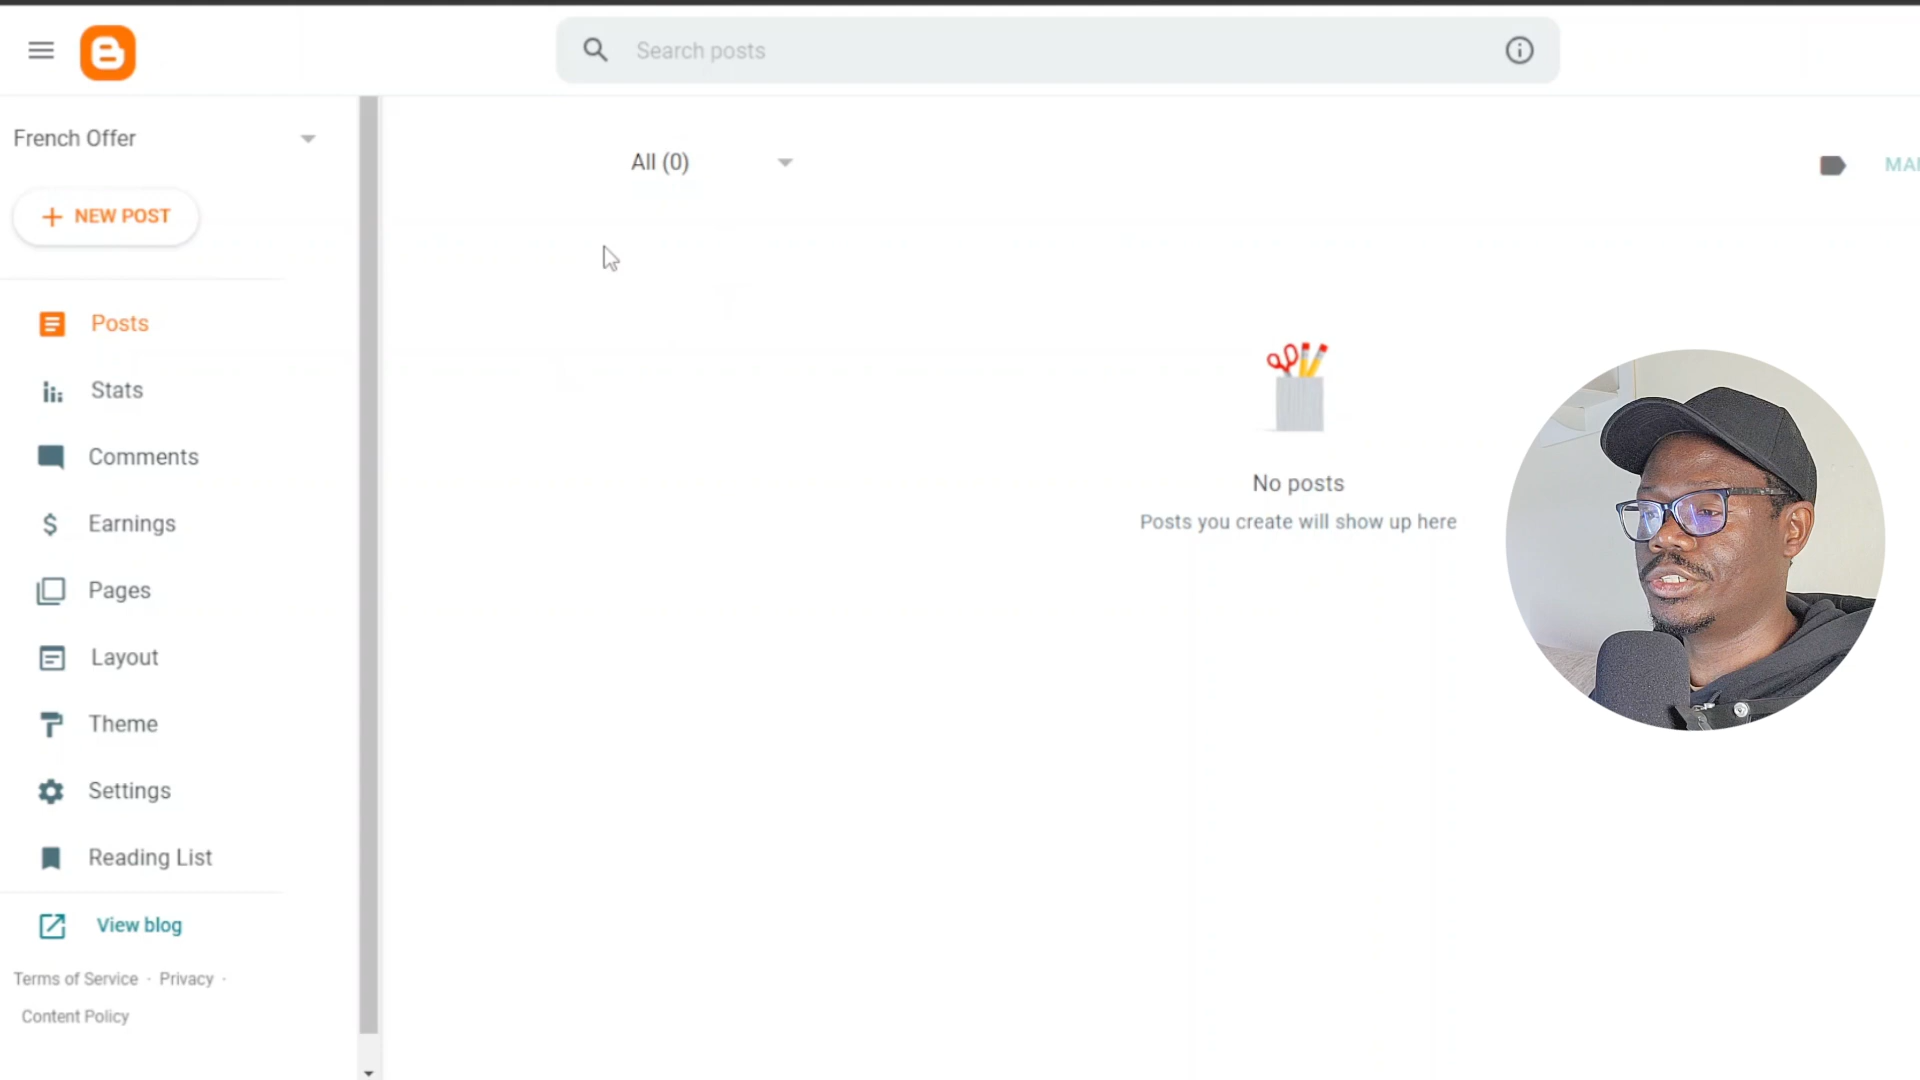 Search posts
French Offer
All (0)
MAI
NEW POST
Posts
Stats
Comments
Earnings
Pages
Layout
Theme
Settings
Reading List
View blog
Terms of Service · Privacy ·
Content Policy
No posts
Posts you create will show up here